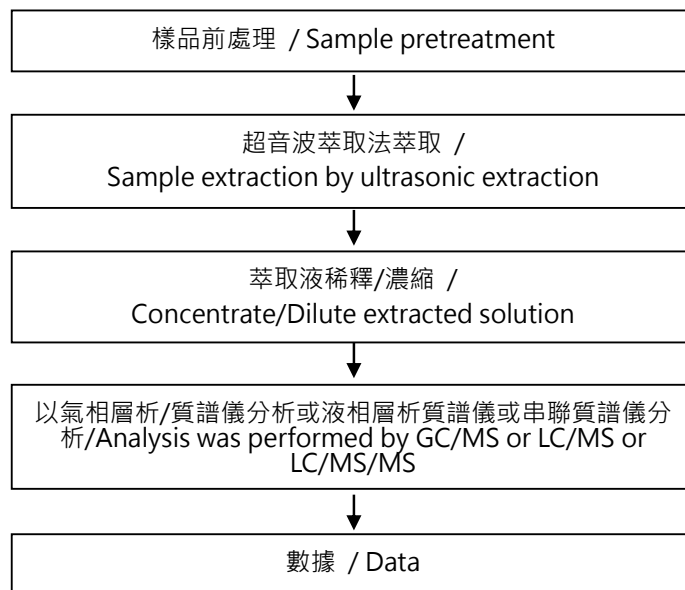 樣品前處理 / Sample pretreatment
超音波萃取法萃取 /
Sample extraction by ultrasonic extraction
萃取液稀釋/濃縮 /
Concentrate/Dilute extracted solution
以氣相層析/質譜儀分析或液相層析質譜儀或串聯質譜儀分
析/Analysis was performed by GC/MS or LC/MS or
LC/MS/MS
數據 / Data